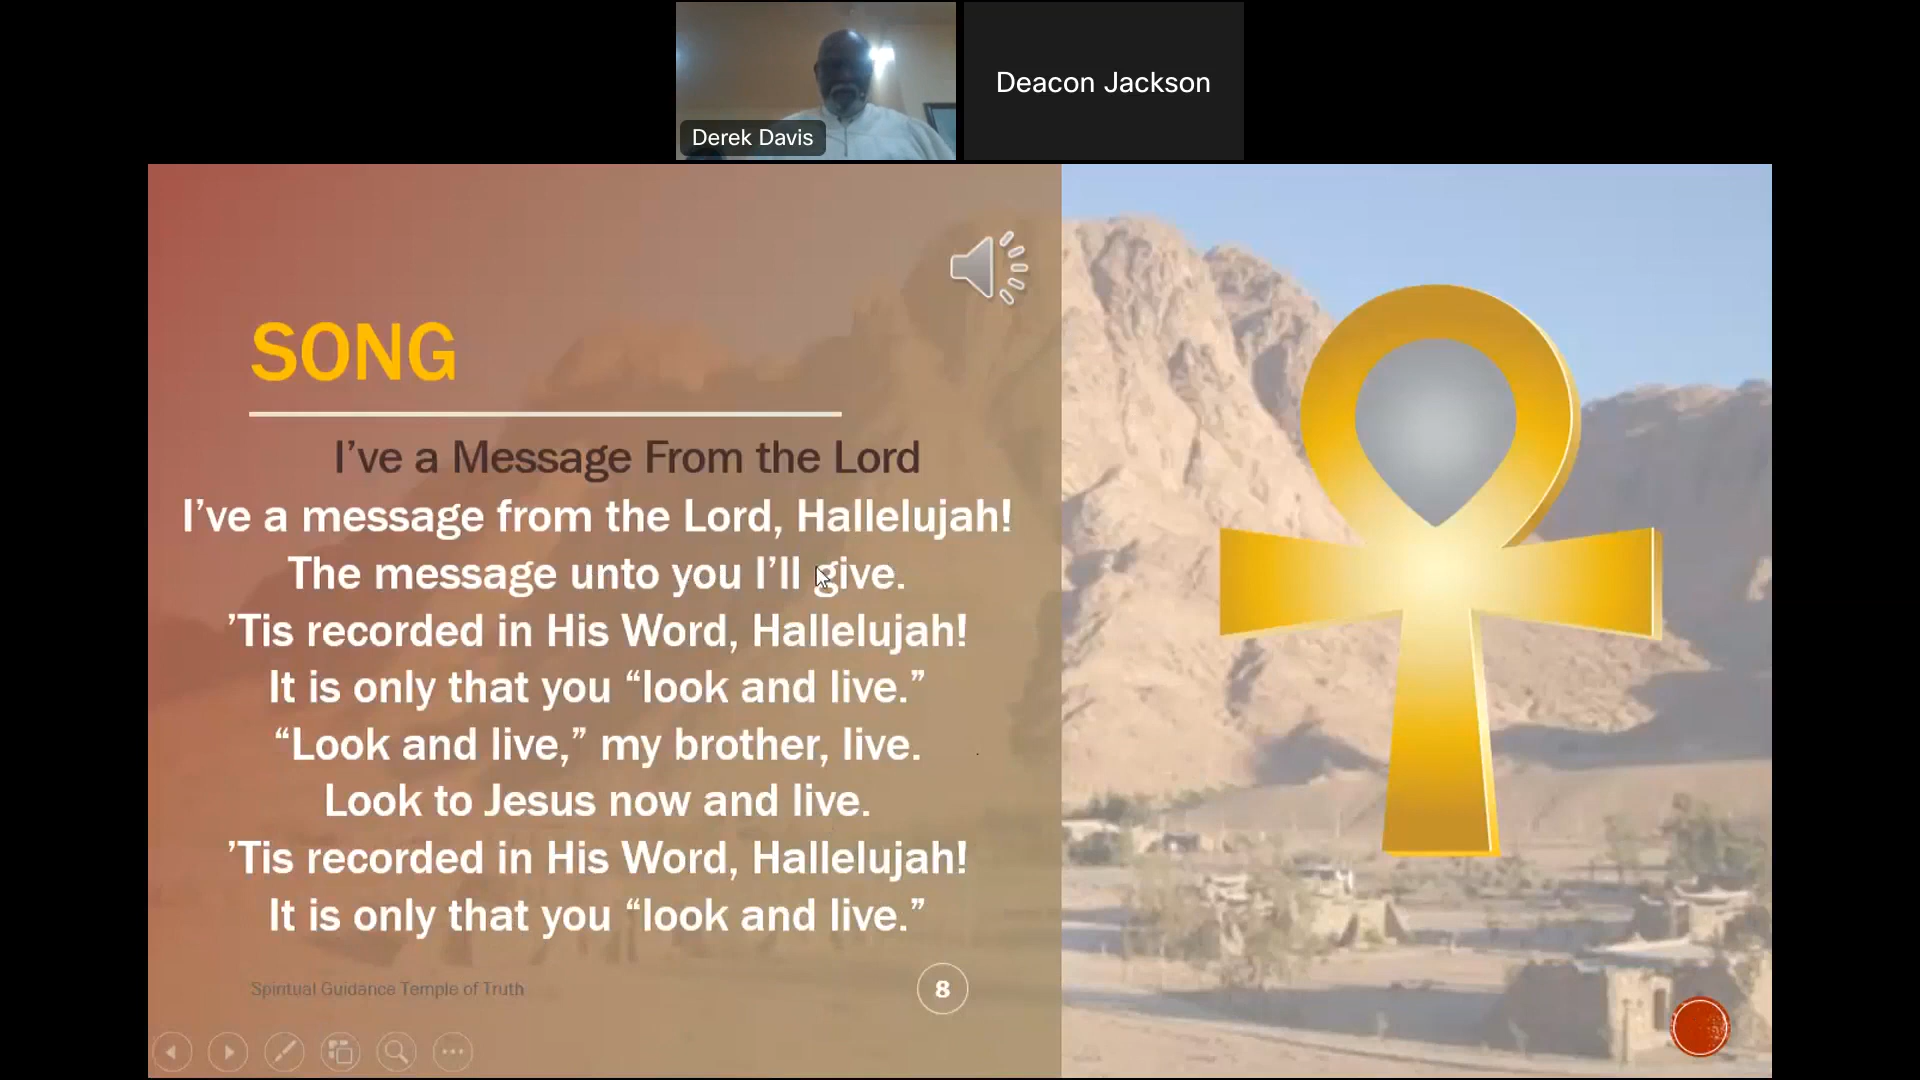 Derek Davis
Deacon Jackson
SONG
I’ve a Message From the Lord
I’ve a message from the Lord, Hallelujah!
The message unto you I’ll give.
’Tis recorded in His Word, Hallelujah!
It is only that you “look and live.”
“Look and live,” my brother, live.
Look to Jesus now and live.
’Tis recorded in His Word, Hallelujah!
It is only that you “look and live.”
Spiritual Guidance Temple of Truth
8